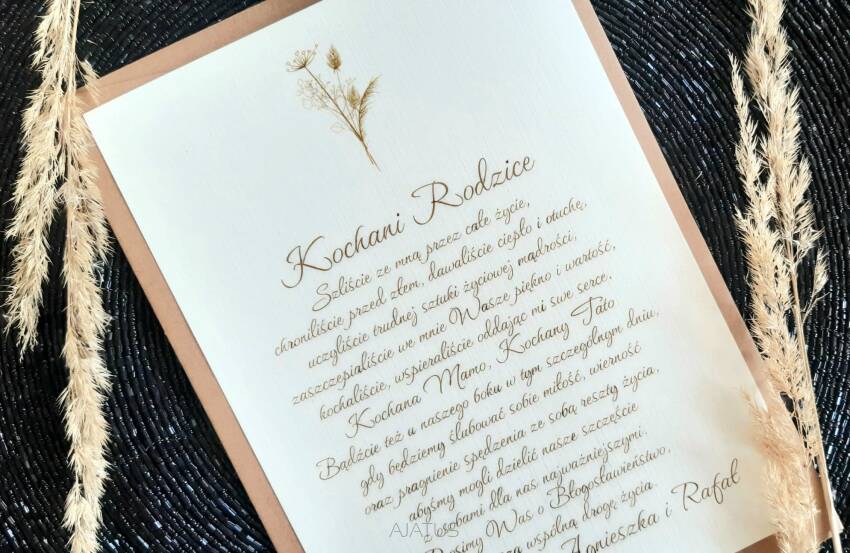 Kochani Rodzice
Szliście ze mną przez całe życie,
chroniliście przed złem, dawaliście ciepło i otuchę,
uczyliście trudnej sztuki życiowej mądrości,
zaszczepialiście we mnie Wasze piękno i wartość,
kochaliście, wspieraliście oddając mi swe serce,
Kochana Mamo, Kochany Tato
Bądźcie też u naszego boku w tym szczególnym dniu,
gdy będziemy ślubować sobie miłość, wierność
oraz pragnienie spędzenia ze sobą reszty życia,
abyśmy mogli dzielić nasze szczęście
z osobami dla nas najważniejszymi.
Prosimy Was o Błogosławieństwo,
wspólną drogę życia.
Agnieszka i Rafał
AJATUS